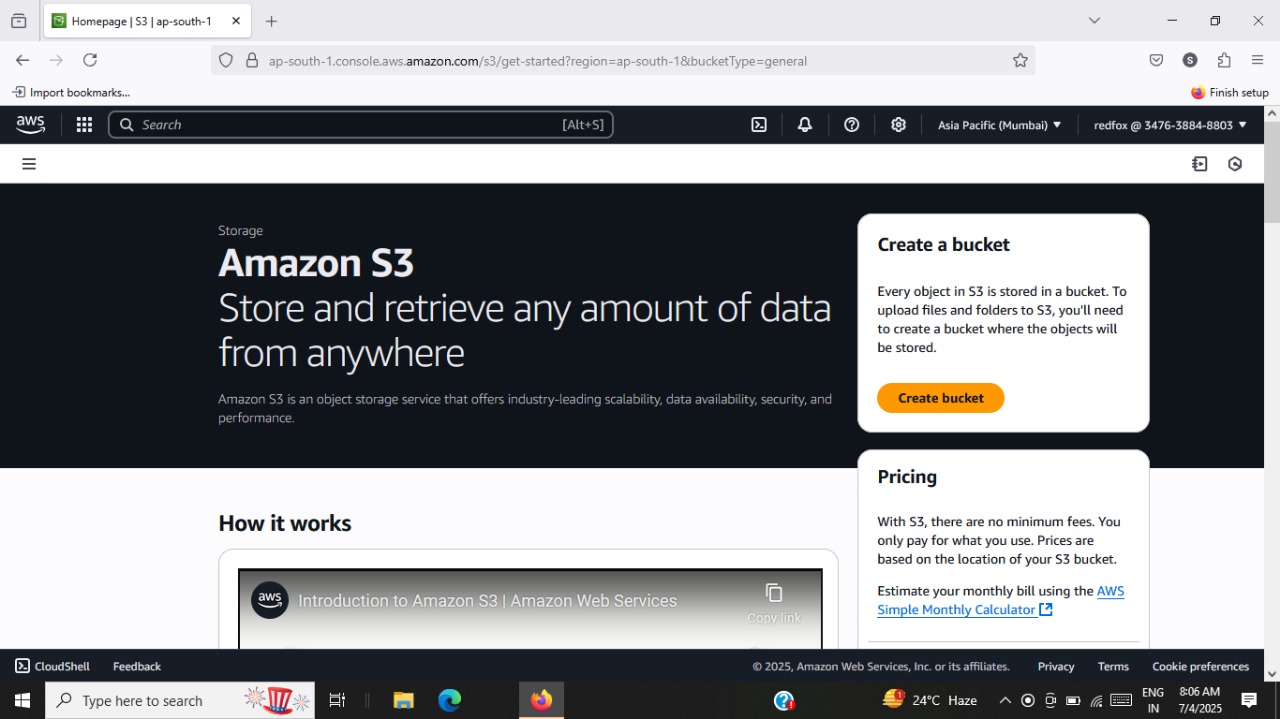 Homepage | S3 | ap-south-1
ap-south-1.console.aws.amazon.com/s3/get-started?region=ap-south-1&bucketType=general
S
Import bookmarks...
Finish setup
aws
Search
[Alt+S]
Asia Pacific (Mumbai)
redfox @ 3476-3884-8803
Storage
Amazon S3
Store and retrieve any amount of data
from anywhere
Amazon S3 is an object storage service that offers industry-leading scalability, data availability, security, and
performance.
Create a bucket
Every object in S3 is stored in a bucket. To
upload files and folders to S3, you'll need
to create a bucket where the objects will
be stored.
Create bucket
Pricing
With S3, there are no minimum fees. You
only pay for what you use. Prices are
based on the location of your S3 bucket.
Estimate your monthly bill using the AWS
Simple Monthly Calculator
How it works
aws
Introduction to Amazon S3 | Amazon Web Services
Copy link
CloudShell
Feedback
© 2025, Amazon Web Services, Inc. or its affiliates.
Privacy
Terms
Cookie preferences
Type here to search
1
24°C Haze
ENG
IN
8:06 AM
7/4/2025